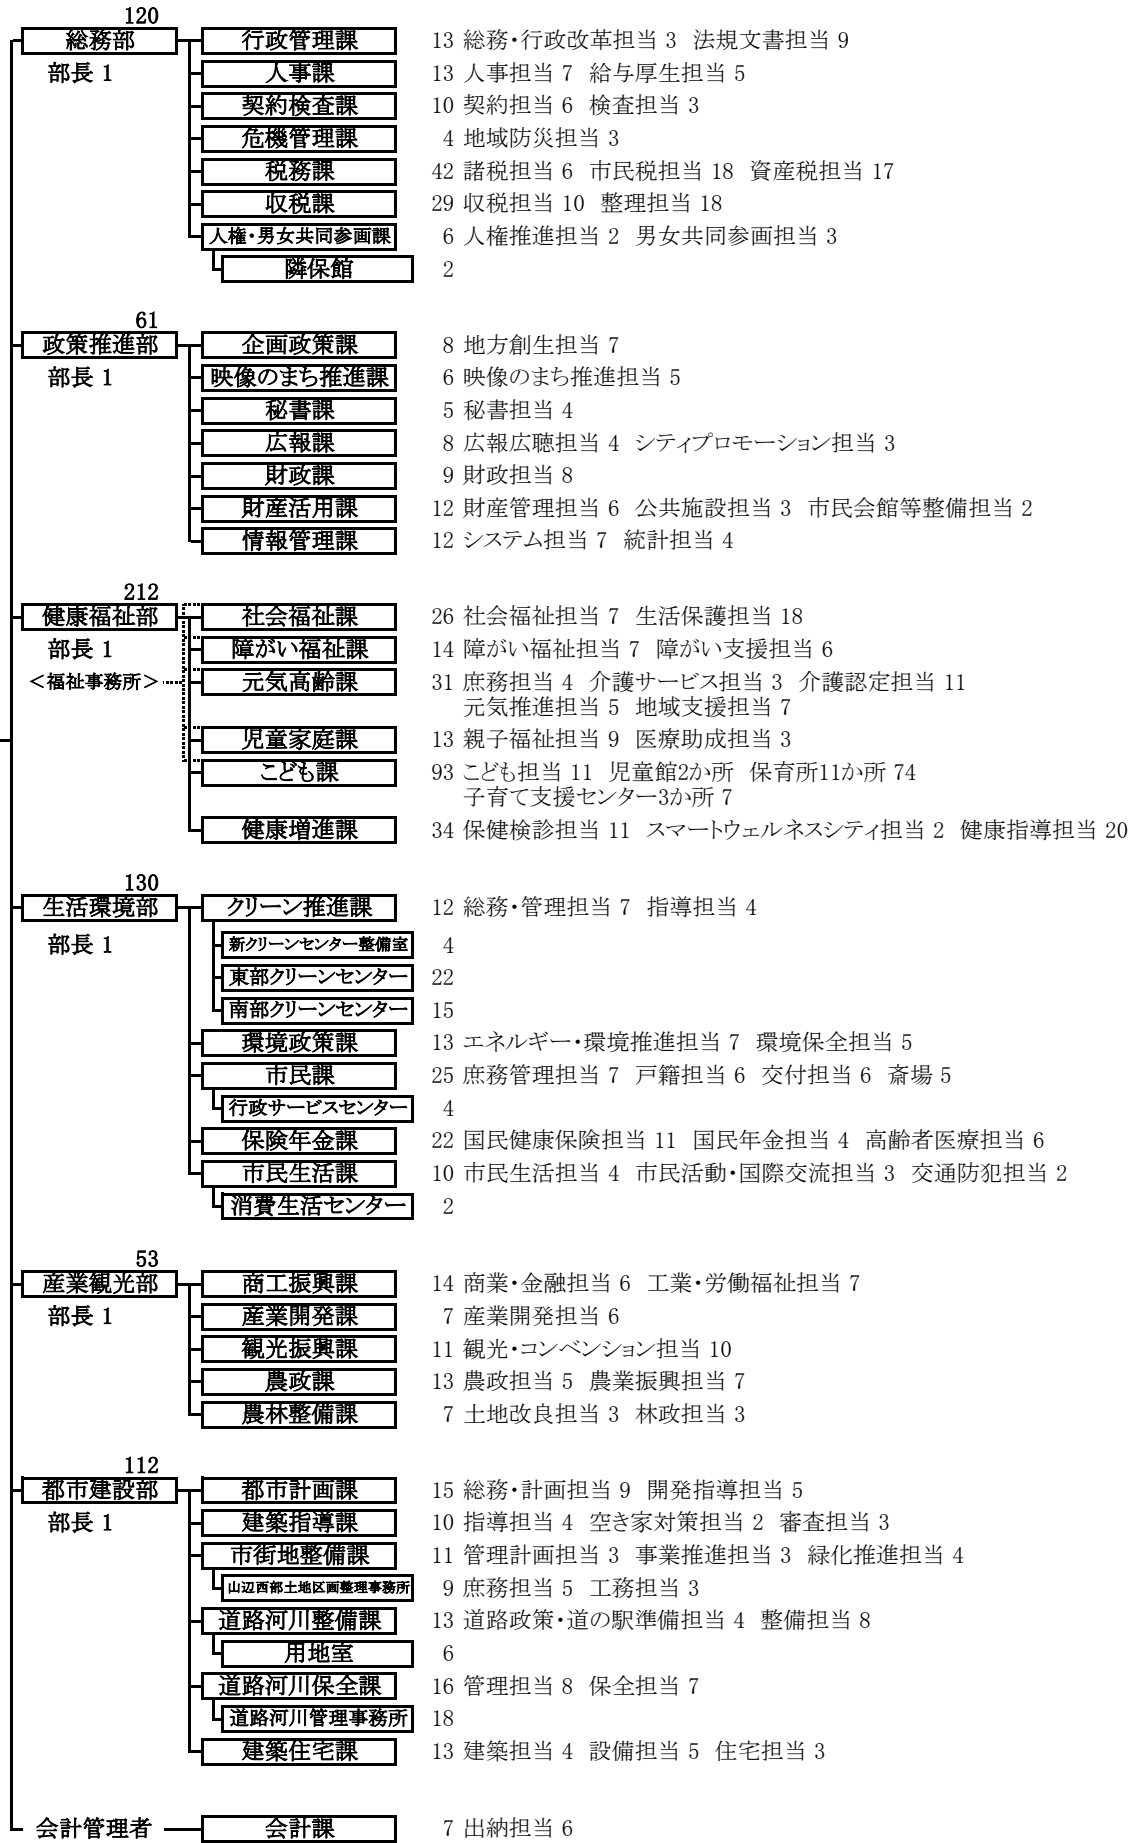 120
総務部 行政管理課 13 総務・行政改革担当 3 法規文書担当 9
部長 1 人事課 13 人事担当 7 給与厚生担当 5
契約検査課 10 契約担当 6 検査担当 3
危機管理課 4 地域防災担当 3
税務課 42 諸税担当 6 市民税担当 18 資産税担当 17
収税課 29 収税担当 10 整理担当 18
人権・男女共同参画課 6 人権推進担当 2 男女共同参画担当 3
隣保館 2
61
政策推進部 企画政策課 8 地方創生担当 7
部長 1 映像のまち推進課 6 映像のまち推進担当 5
秘書課 5 秘書担当 4
広報課 8 広報広聴担当 4 シティプロモーション担当 3
財政課 9 財政担当 8
財産活用課 12 財産管理担当 6 公共施設担当 3 市民会館等整備担当 2
情報管理課 12 システム担当 7 統計担当 4
212
健康福祉部 社会福祉課 26 社会福祉担当 7 生活保護担当 18
部長 1 障がい福祉課 14 障がい福祉担当 7 障がい支援担当 6
＜福祉事務所＞ 元気高齢課 31 庶務担当 4 介護サービス担当 3 介護認定担当 11
元気推進担当 5 地域支援担当 7
児童家庭課 13 親子福祉担当 9 医療助成担当 3
こども課 93 こども担当 11 児童館2か所 保育所11か所 74
子育て支援センター3か所 7
健康増進課 34 保健検診担当 11 スマートウェルネスシティ担当 2 健康指導担当 20
130
生活環境部 クリーン推進課 12 総務・管理担当 7 指導担当 4
部長 1 新クリーンセンター整備室 4
東部クリーンセンター 22
南部クリーンセンター 15
環境政策課 13 エネルギー・環境推進担当 7 環境保全担当 5
市民課 25 庶務管理担当 7 戸籍担当 6 交付担当 6 斎場 5
行政サービスセンター 4
保険年金課 22 国民健康保険担当 11 国民年金担当 4 高齢者医療担当 6
市民生活課 10 市民生活担当 4 市民活動・国際交流担当 3 交通防犯担当 2
消費生活センター 2
53
産業観光部 商工振興課 14 商業・金融担当 6 工業・労働福祉担当 7
部長 1 産業開発課 7 産業開発担当 6
観光振興課 11 観光・コンベンション担当 10
農政課 13 農政担当 5 農業振興担当 7
農林整備課 7 土地改良担当 3 林政担当 3
112
都市建設部 都市計画課 15 総務・計画担当 9 開発指導担当 5
部長 1 建築指導課 10 指導担当 4 空き家対策担当 2 審査担当 3
市街地整備課 11 管理計画担当 3 事業推進担当 3 緑化推進担当 4
山辺西部土地区画整理事務所 9 庶務担当 5 工務担当 3
道路河川整備課 13 道路政策・道の駅準備担当 4 整備担当 8
用地室 6
道路河川保全課 16 管理担当 8 保全担当 7
道路河川管理事務所 18
建築住宅課 13 建築担当 4 設備担当 5 住宅担当 3
会計管理者 会計課 7 出納担当 6